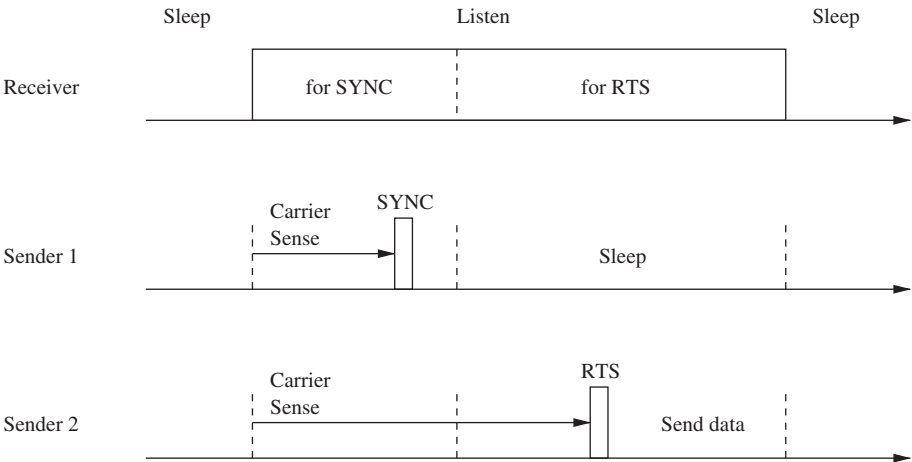 Sleep Listen Sleep
Receiver for SYNC for RTS
SYNC
Carrier
Sense
Sender 1 Sleep
RTS
Carrier
Sense
Sender 2 Send data